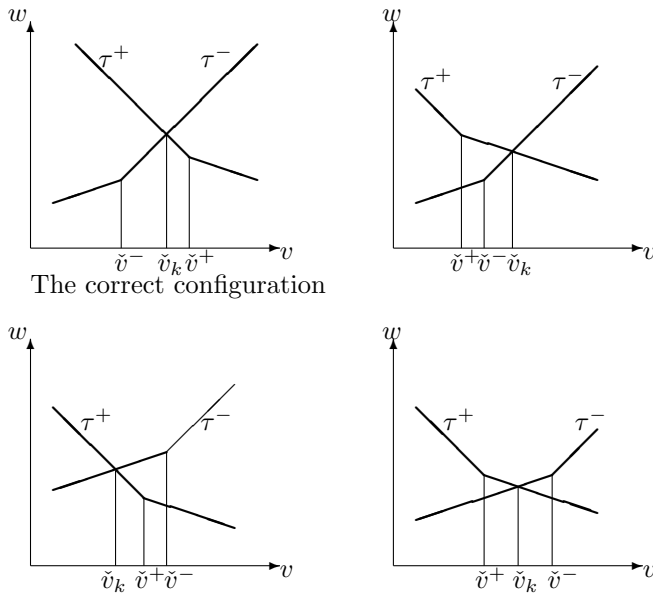 w
τ⁺ τ⁻
v̌⁻ v̌ₖ v̌⁺ v
The correct configuration
w
τ⁺ τ⁻
v̌⁺ v̌⁻ v̌ₖ v
w
τ⁺ τ⁻
v̌ₖ v̌⁺ v̌⁻ v
w
τ⁺ τ⁻
v̌⁺ v̌ₖ v̌⁻ v